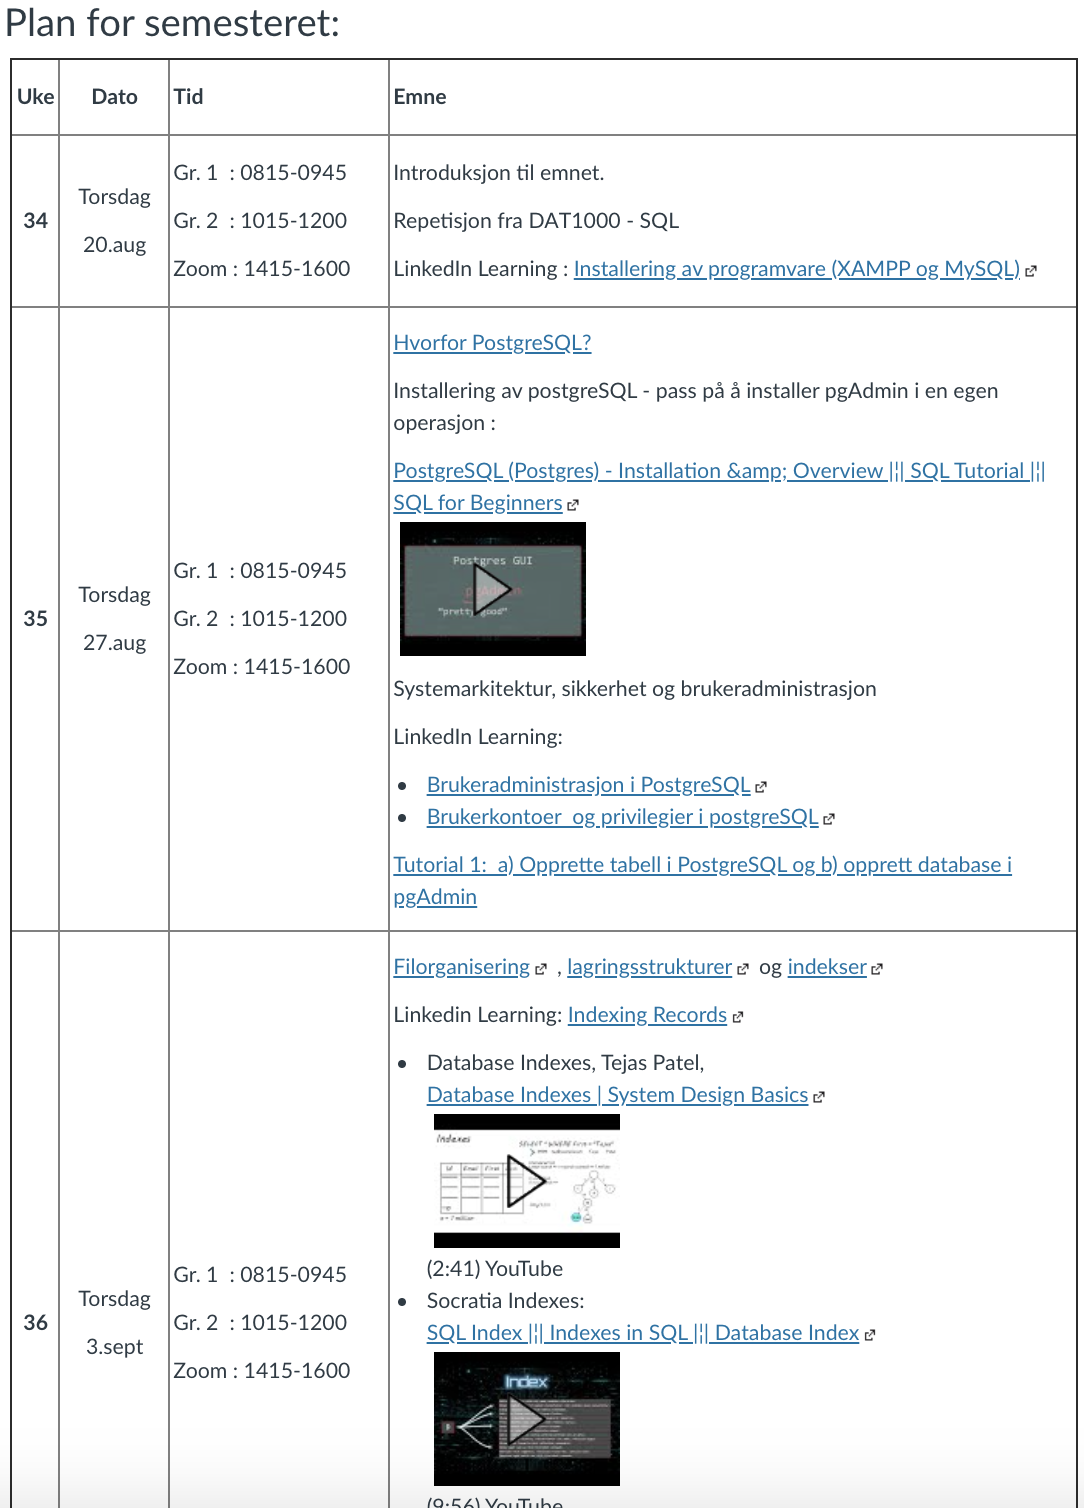 Plan for semesteret:
Uke Dato Tid Emne
34
Torsdag
20.aug
Gr. 1 : 0815-0945
Gr. 2 : 1015-1200
Zoom : 1415-1600
Introduksjon til emnet.
Repetisjon fra DAT1000 - SQL
LinkedIn Learning : Installering av programvare (XAMPP og MySQL)
35
Torsdag
27.aug
Gr. 1 : 0815-0945
Gr. 2 : 1015-1200
Zoom : 1415-1600
Hvorfor PostgreSQL?
Installering av postgreSQL - pass på å installer pgAdmin i en egen
operasjon :
PostgreSQL (Postgres) - Installation &amp; Overview |¦| SQL Tutorial |¦|
SQL for Beginners
Postgres GUI
"pretty good"
Systemarkitektur, sikkerhet og brukeradministrasjon
LinkedIn Learning:
• Brukeradministrasjon i PostgreSQL
• Brukerkontoer og privilegier i postgreSQL
Tutorial 1: a) Opprette tabell i PostgreSQL og b) opprett database i
pgAdmin
36
Torsdag
3.sept
Gr. 1 : 0815-0945
Gr. 2 : 1015-1200
Zoom : 1415-1600
Filorganisering , lagringsstrukturer og indekser
Linkedin Learning: Indexing Records
• Database Indexes, Tejas Patel,
Database Indexes | System Design Basics
Indexes
(2:41) YouTube
• Socratia Indexes:
SQL Index |¦| Indexes in SQL |¦| Database Index
Index
(9:56) YouTube